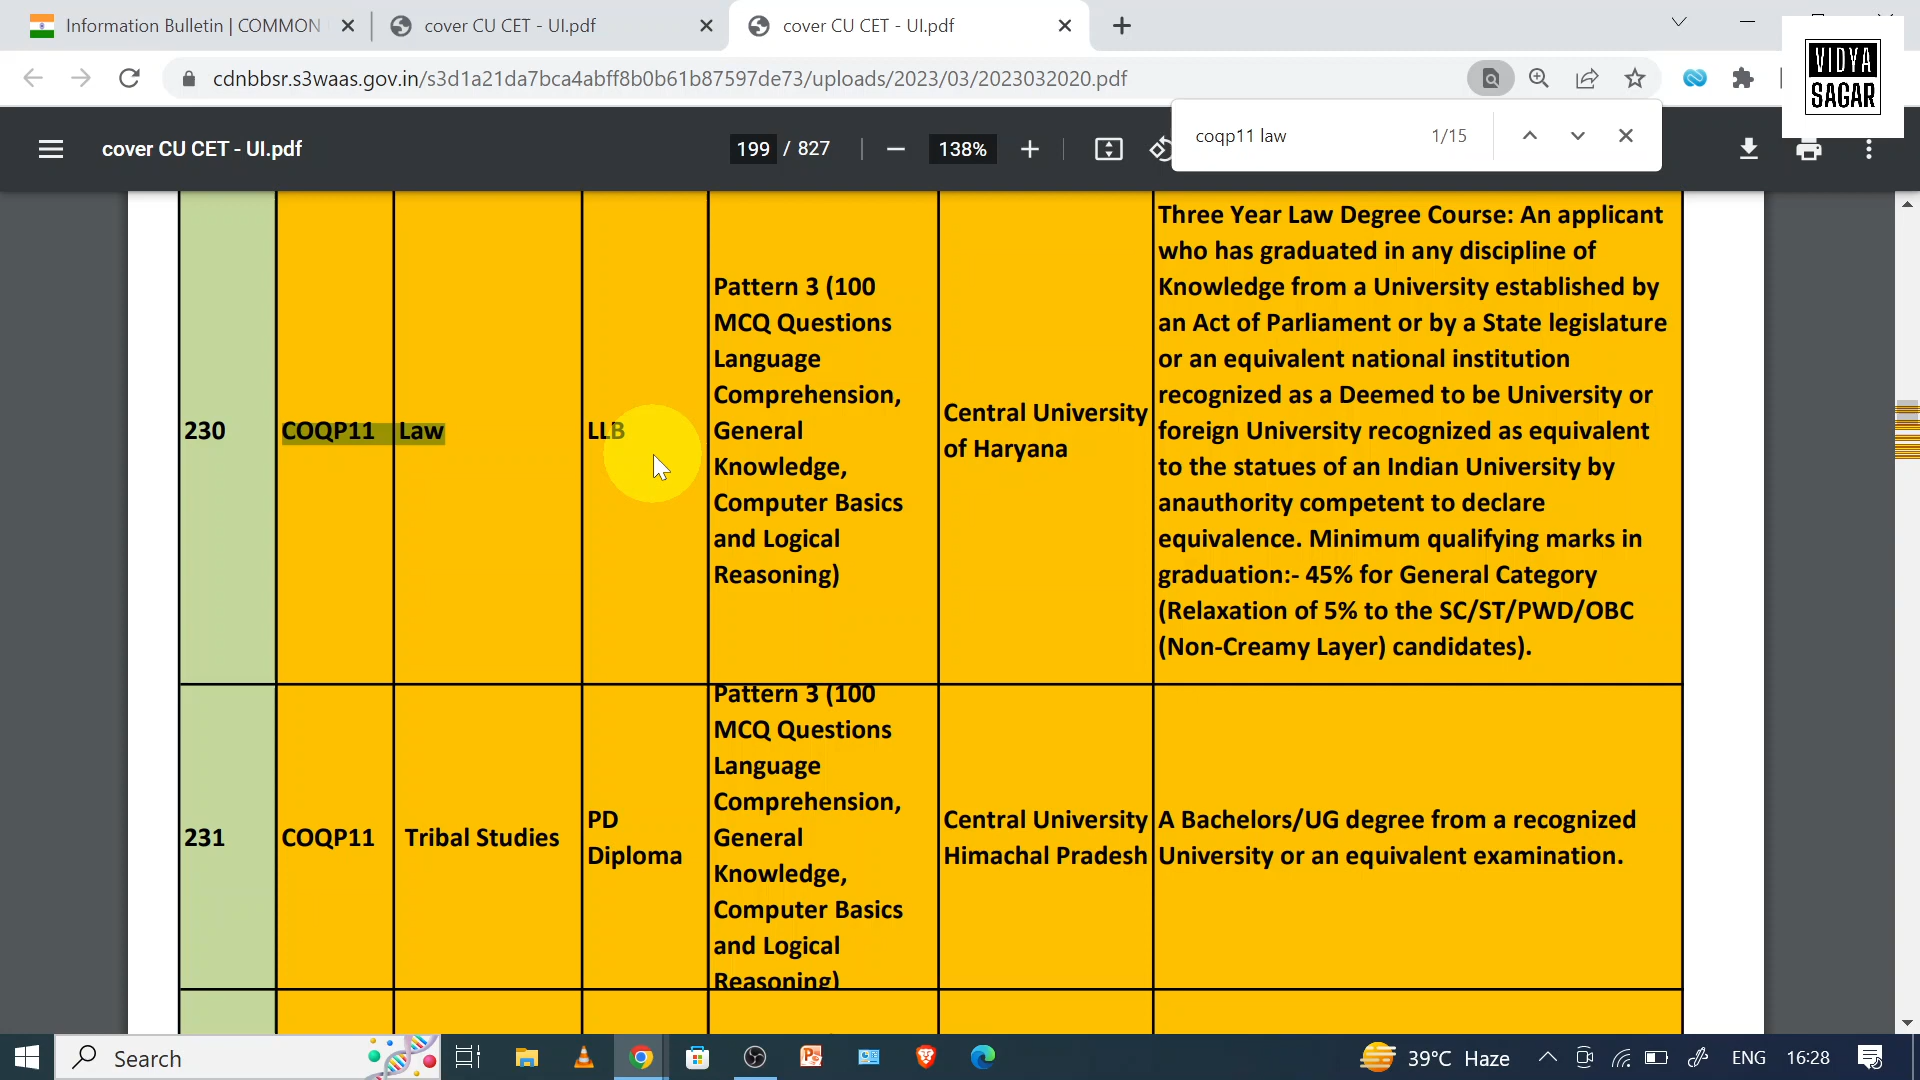 Information Bulletin | COMMON
cover CU CET - UI.pdf
cover CU CET - UI.pdf
cdnbbsr.s3waas.gov.in/s3d1a21da7bca4abff8b0b61b87597de73/uploads/2023/03/2023032020.pdf
VIDYA
SAGAR
cover CU CET - UI.pdf
199 / 827
138%
coqp11 law
1/15
230
COQP11
Law
LLB
Pattern 3 (100
MCQ Questions
Language
Comprehension,
General
Knowledge,
Computer Basics
and Logical
Reasoning)
Central University
of Haryana
Three Year Law Degree Course: An applicant
who has graduated in any discipline of
Knowledge from a University established by
an Act of Parliament or by a State legislature
or an equivalent national institution
recognized as a Deemed to be University or
foreign University recognized as equivalent
to the statues of an Indian University by
anauthority competent to declare
equivalence. Minimum qualifying marks in
graduation:- 45% for General Category
(Relaxation of 5% to the SC/ST/PWD/OBC
(Non-Creamy Layer) candidates).
231
COQP11
Tribal Studies
PD
Diploma
Pattern 3 (100
MCQ Questions
Language
Comprehension,
General
Knowledge,
Computer Basics
and Logical
Reasoning)
Central University
Himachal Pradesh
A Bachelors/UG degree from a recognized
University or an equivalent examination.
Search
39°C Haze
ENG
16:28